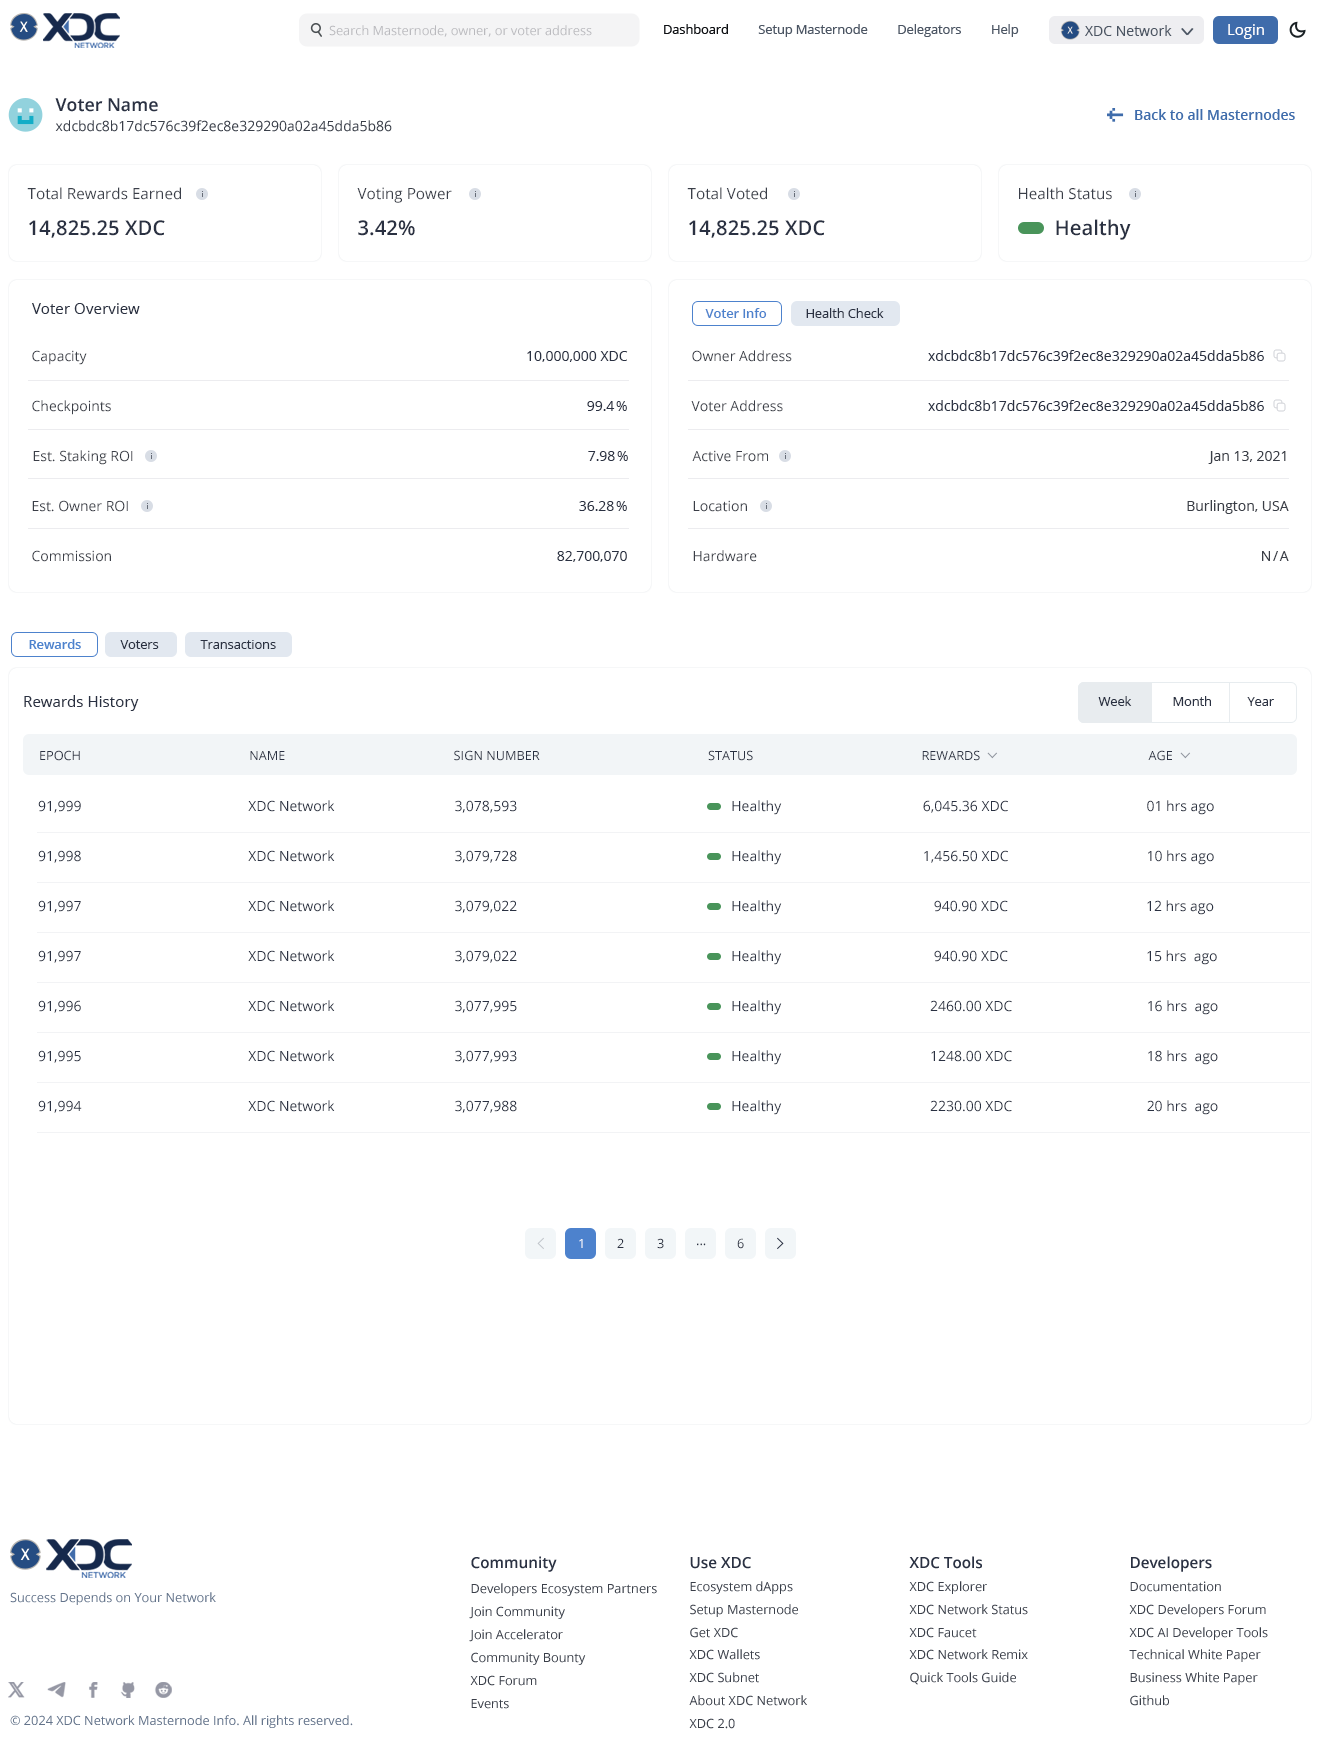 X XDC NETWORK
Search Masternode, owner, or voter address
Dashboard Setup Masternode Delegators Help
X XDC Network Login
Voter Name
xdcbdc8b17dc576c39f2ec8e329290a02a45dda5b86
Back to all Masternodes
Total Rewards Earned i
14,825.25 XDC
Voting Power i
3.42%
Total Voted i
14,825.25 XDC
Health Status i
Healthy
Voter Overview
Capacity 10,000,000 XDC
Checkpoints 99.4%
Est. Staking ROI i 7.98%
Est. Owner ROI i 36.28%
Commission 82,700,070
Voter Info Health Check
Owner Address xdcbdc8b17dc576c39f2ec8e329290a02a45dda5b86
Voter Address xdcbdc8b17dc576c39f2ec8e329290a02a45dda5b86
Active From i Jan 13, 2021
Location i Burlington, USA
Hardware N/A
Rewards Voters Transactions
Rewards History
Week Month Year
EPOCH NAME SIGN NUMBER STATUS REWARDS AGE
91,999 XDC Network 3,078,593 Healthy 6,045.36 XDC 01 hrs ago
91,998 XDC Network 3,079,728 Healthy 1,456.50 XDC 10 hrs ago
91,997 XDC Network 3,079,022 Healthy 940.90 XDC 12 hrs ago
91,997 XDC Network 3,079,022 Healthy 940.90 XDC 15 hrs ago
91,996 XDC Network 3,077,995 Healthy 2460.00 XDC 16 hrs ago
91,995 XDC Network 3,077,993 Healthy 1248.00 XDC 18 hrs ago
91,994 XDC Network 3,077,988 Healthy 2230.00 XDC 20 hrs ago
1 2 3 ... 6
X XDC NETWORK
Success Depends on Your Network
© 2024 XDC Network Masternode Info. All rights reserved.
Community
Developers Ecosystem Partners
Join Community
Join Accelerator
Community Bounty
XDC Forum
Events
Use XDC
Ecosystem dApps
Setup Masternode
Get XDC
XDC Wallets
XDC Subnet
About XDC Network
XDC 2.0
XDC Tools
XDC Explorer
XDC Network Status
XDC Faucet
XDC Network Remix
Quick Tools Guide
Developers
Documentation
XDC Developers Forum
XDC AI Developer Tools
Technical White Paper
Business White Paper
Github